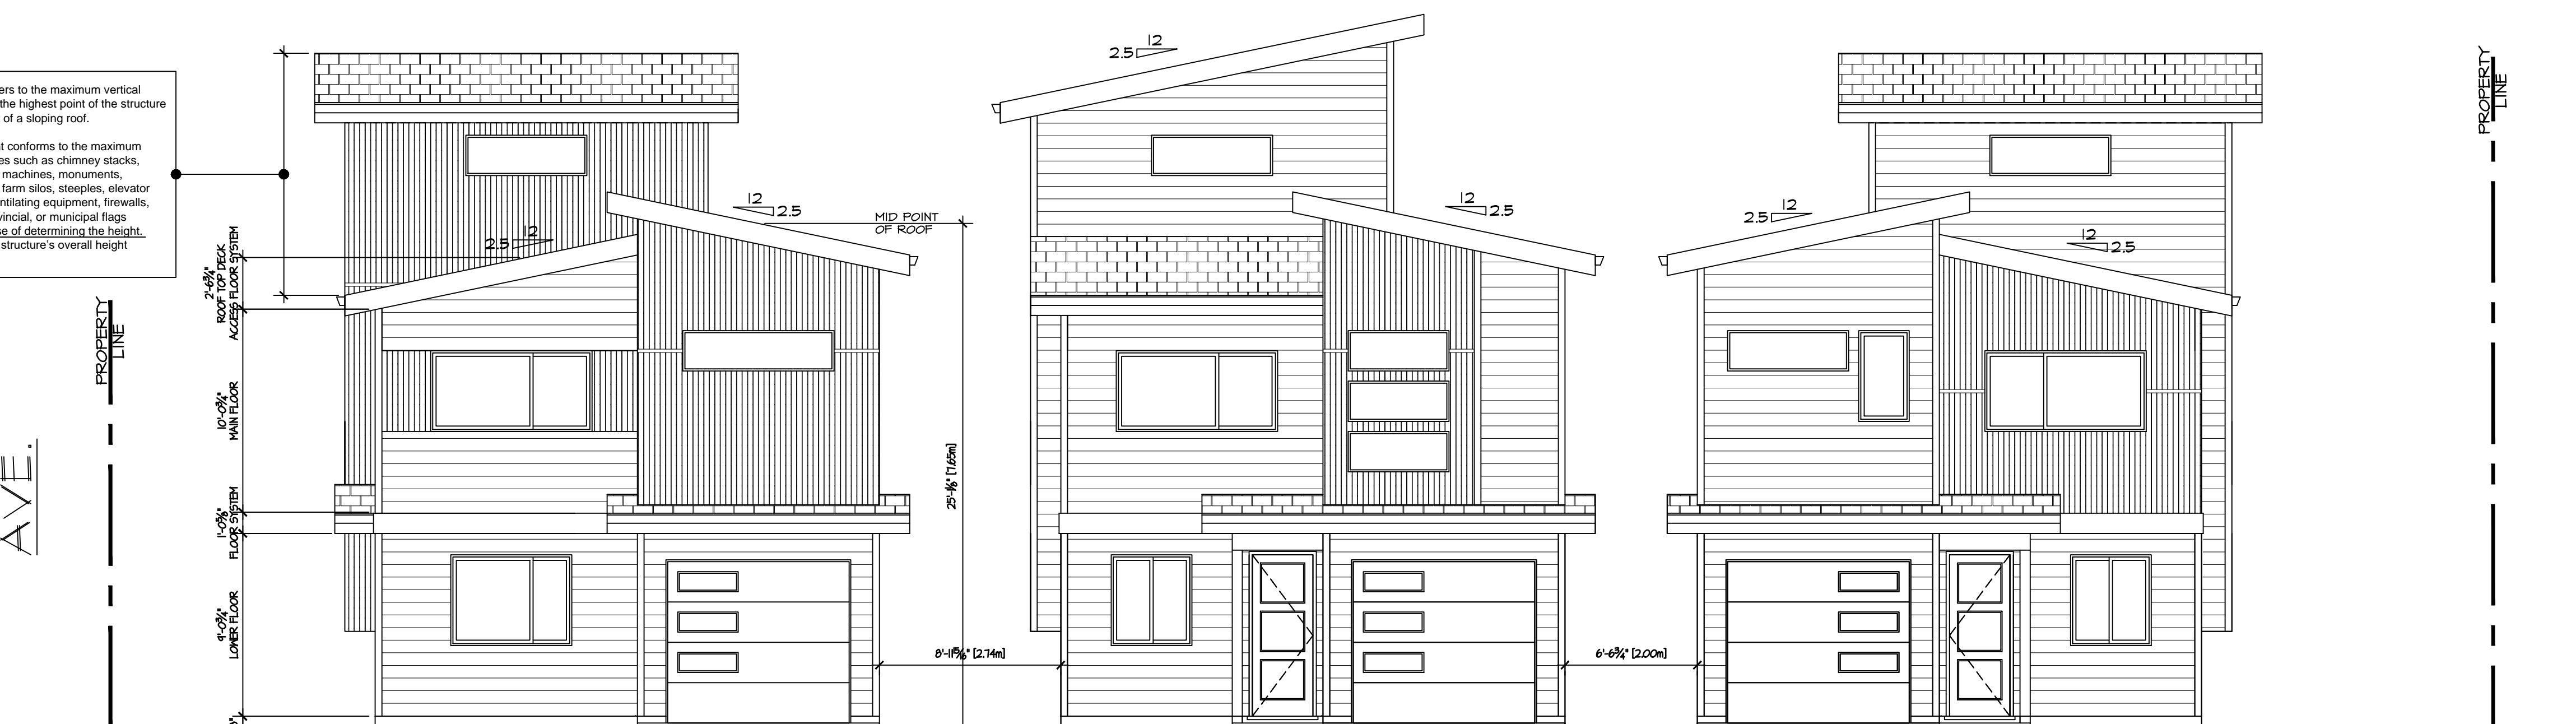 ers to the maximum vertical
the highest point of the structure
of a sloping roof.
t conforms to the maximum
es such as chimney stacks,
machines, monuments,
farm silos, steeples, elevator
ntilating equipment, firewalls,
vincial, or municipal flags
se of determining the height.
structure's overall height
PROPERTY
LINE
AVE.
2'-6¾"
ROOF TOP DECK
ACCESS FLOOR SYSTEM
10'-0¾"
MAIN FLOOR
FLOOR SYSTEM
9'-0¾"
LOWER FLOOR
12
2.5
12
2.5
MID POINT
OF ROOF
25'-⅛" [7.65m]
8'-11⅝" [2.74m]
12
2.5
12
2.5
6'-6¾" [2.00m]
12
2.5
12
2.5
PROPERTY
LINE